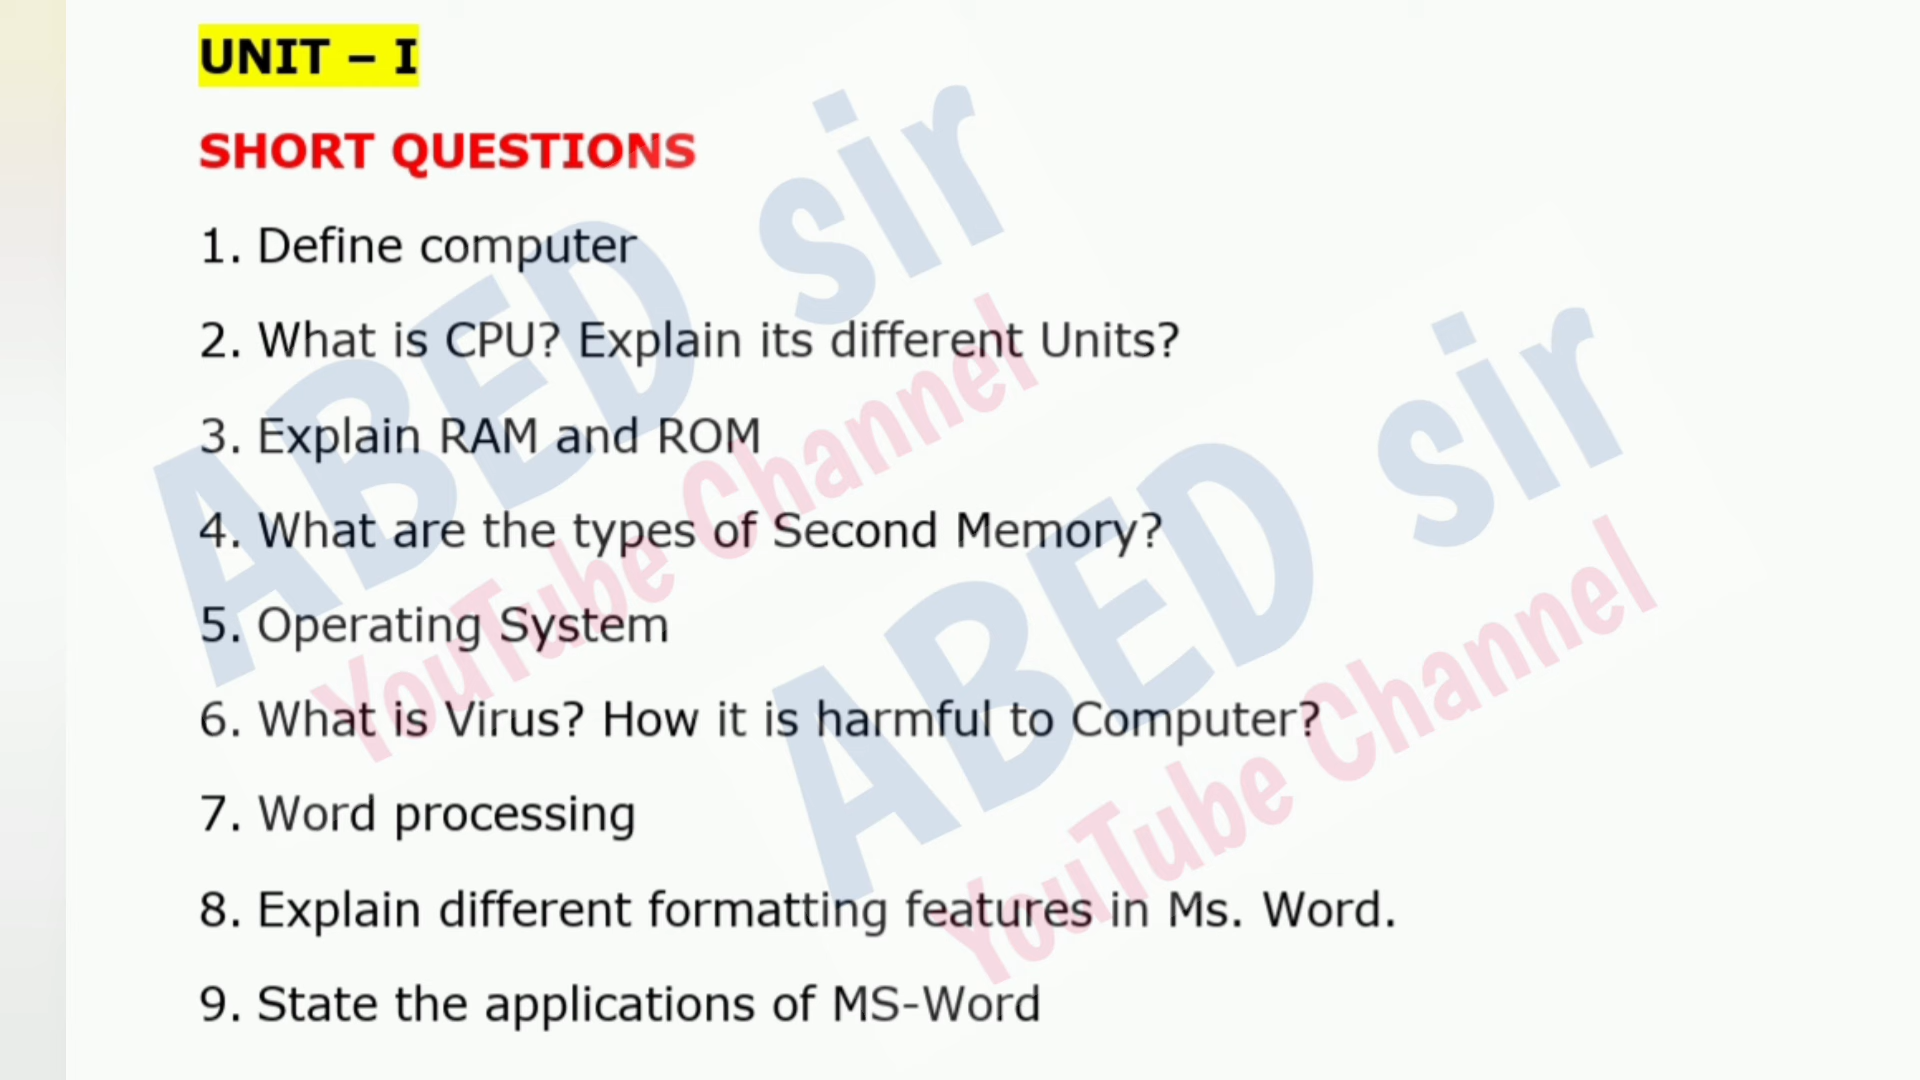 UNIT – I
SHORT QUESTIONS
1. Define computer
2. What is CPU? Explain its different Units?
3. Explain RAM and ROM
4. What are the types of Second Memory?
5. Operating System
6. What is Virus? How it is harmful to Computer?
7. Word processing
8. Explain different formatting features in Ms. Word.
9. State the applications of MS-Word
ABED sir
YouTube Channel
ABED sir
YouTube Channel